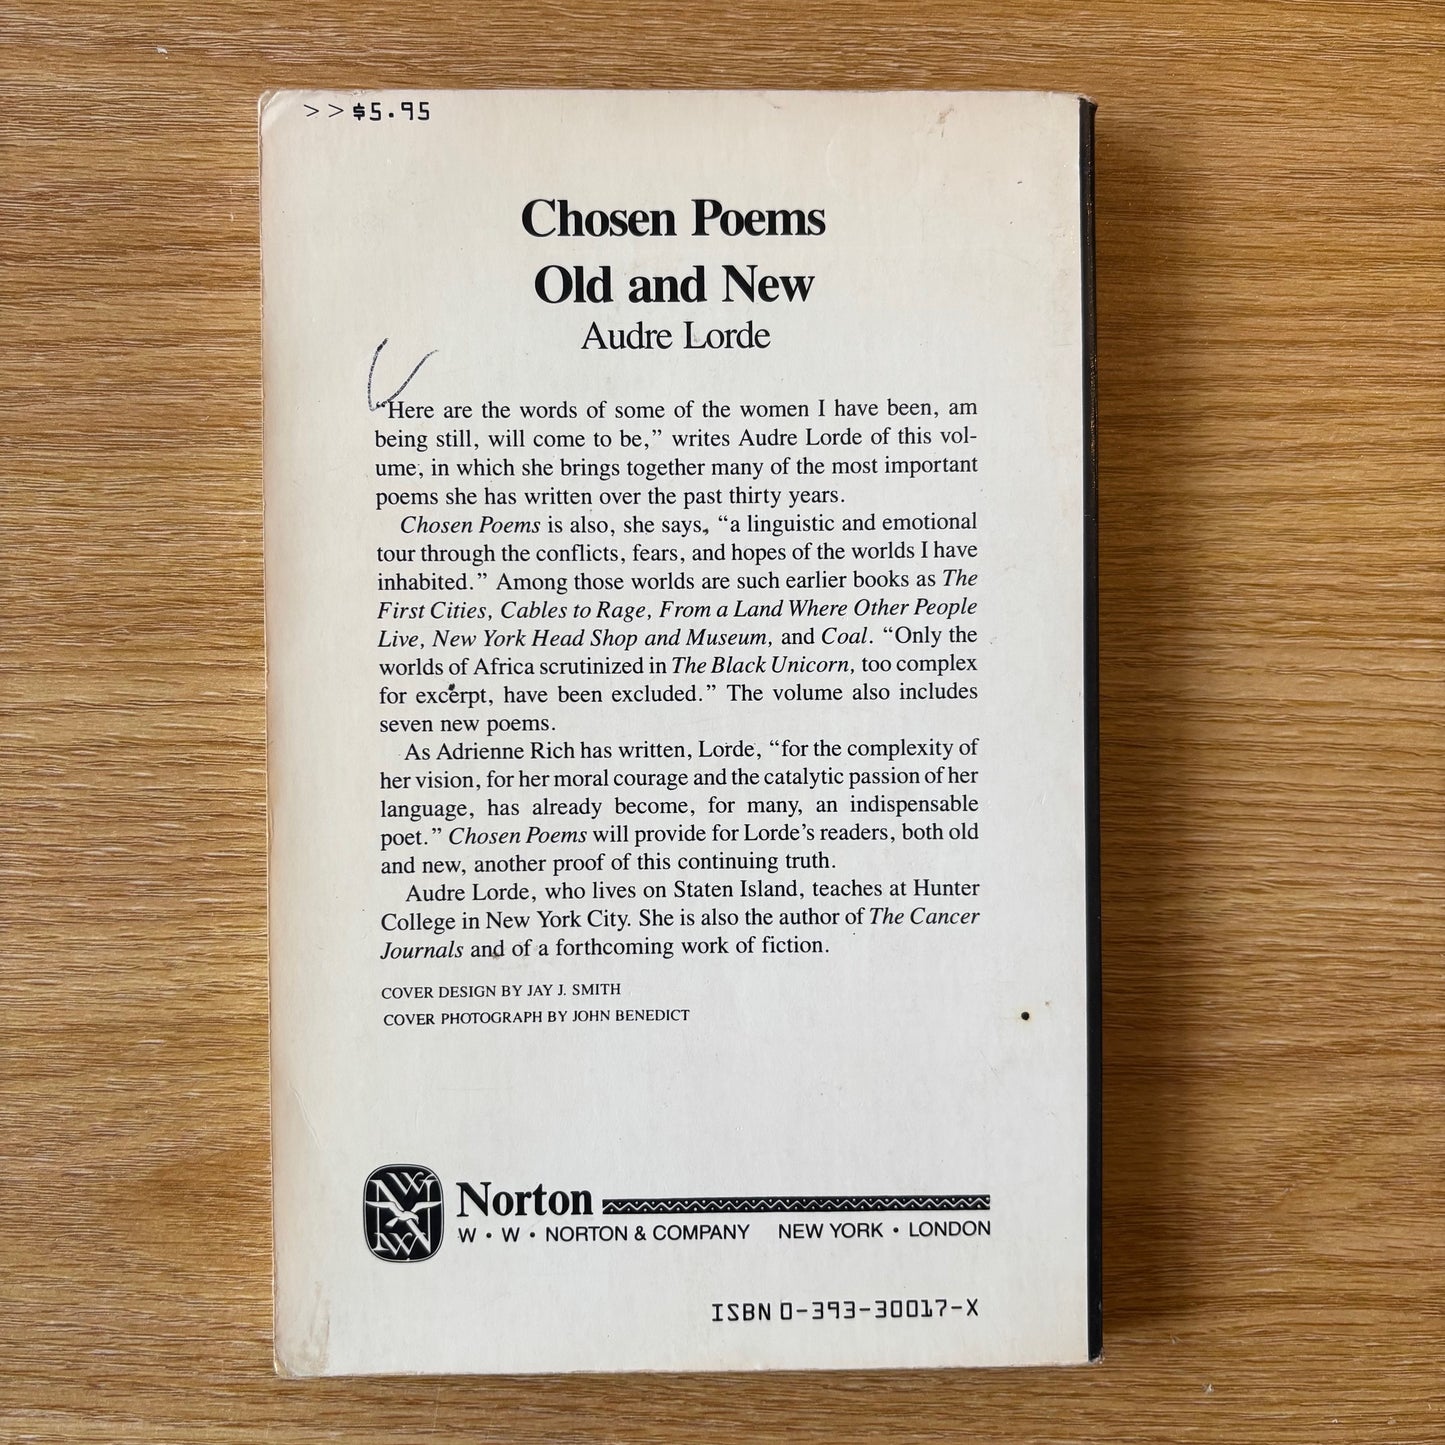 >>$5.95
Chosen Poems
Old and New
Audre Lorde
“Here are the words of some of the women I have been, am
being still, will come to be,” writes Audre Lorde of this vol-
ume, in which she brings together many of the most important
poems she has written over the past thirty years.
Chosen Poems is also, she says, “a linguistic and emotional
tour through the conflicts, fears, and hopes of the worlds I have
inhabited.” Among those worlds are such earlier books as The
First Cities, Cables to Rage, From a Land Where Other People
Live, New York Head Shop and Museum, and Coal. “Only the
worlds of Africa scrutinized in The Black Unicorn, too complex
for excerpt, have been excluded.” The volume also includes
seven new poems.
As Adrienne Rich has written, Lorde, “for the complexity of
her vision, for her moral courage and the catalytic passion of her
language, has already become, for many, an indispensable
poet.” Chosen Poems will provide for Lorde’s readers, both old
and new, another proof of this continuing truth.
Audre Lorde, who lives on Staten Island, teaches at Hunter
College in New York City. She is also the author of The Cancer
Journals and of a forthcoming work of fiction.
COVER DESIGN BY JAY J. SMITH
COVER PHOTOGRAPH BY JOHN BENEDICT
Norton
W • W • NORTON & COMPANY NEW YORK • LONDON
ISBN 0-393-30017-X